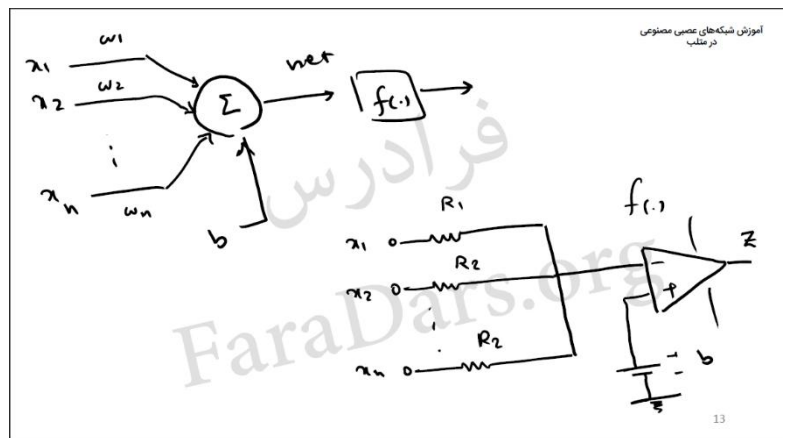 آموزش شبکه‌های عصبی مصنوعی
در متلب
x1 w1
x2 w2
xn wn
Σ
net
f(.)
b
فرادرس
FaraDars.org
f(.)
x1 R1
x2 R2
xn R2
-
+
z
b
13